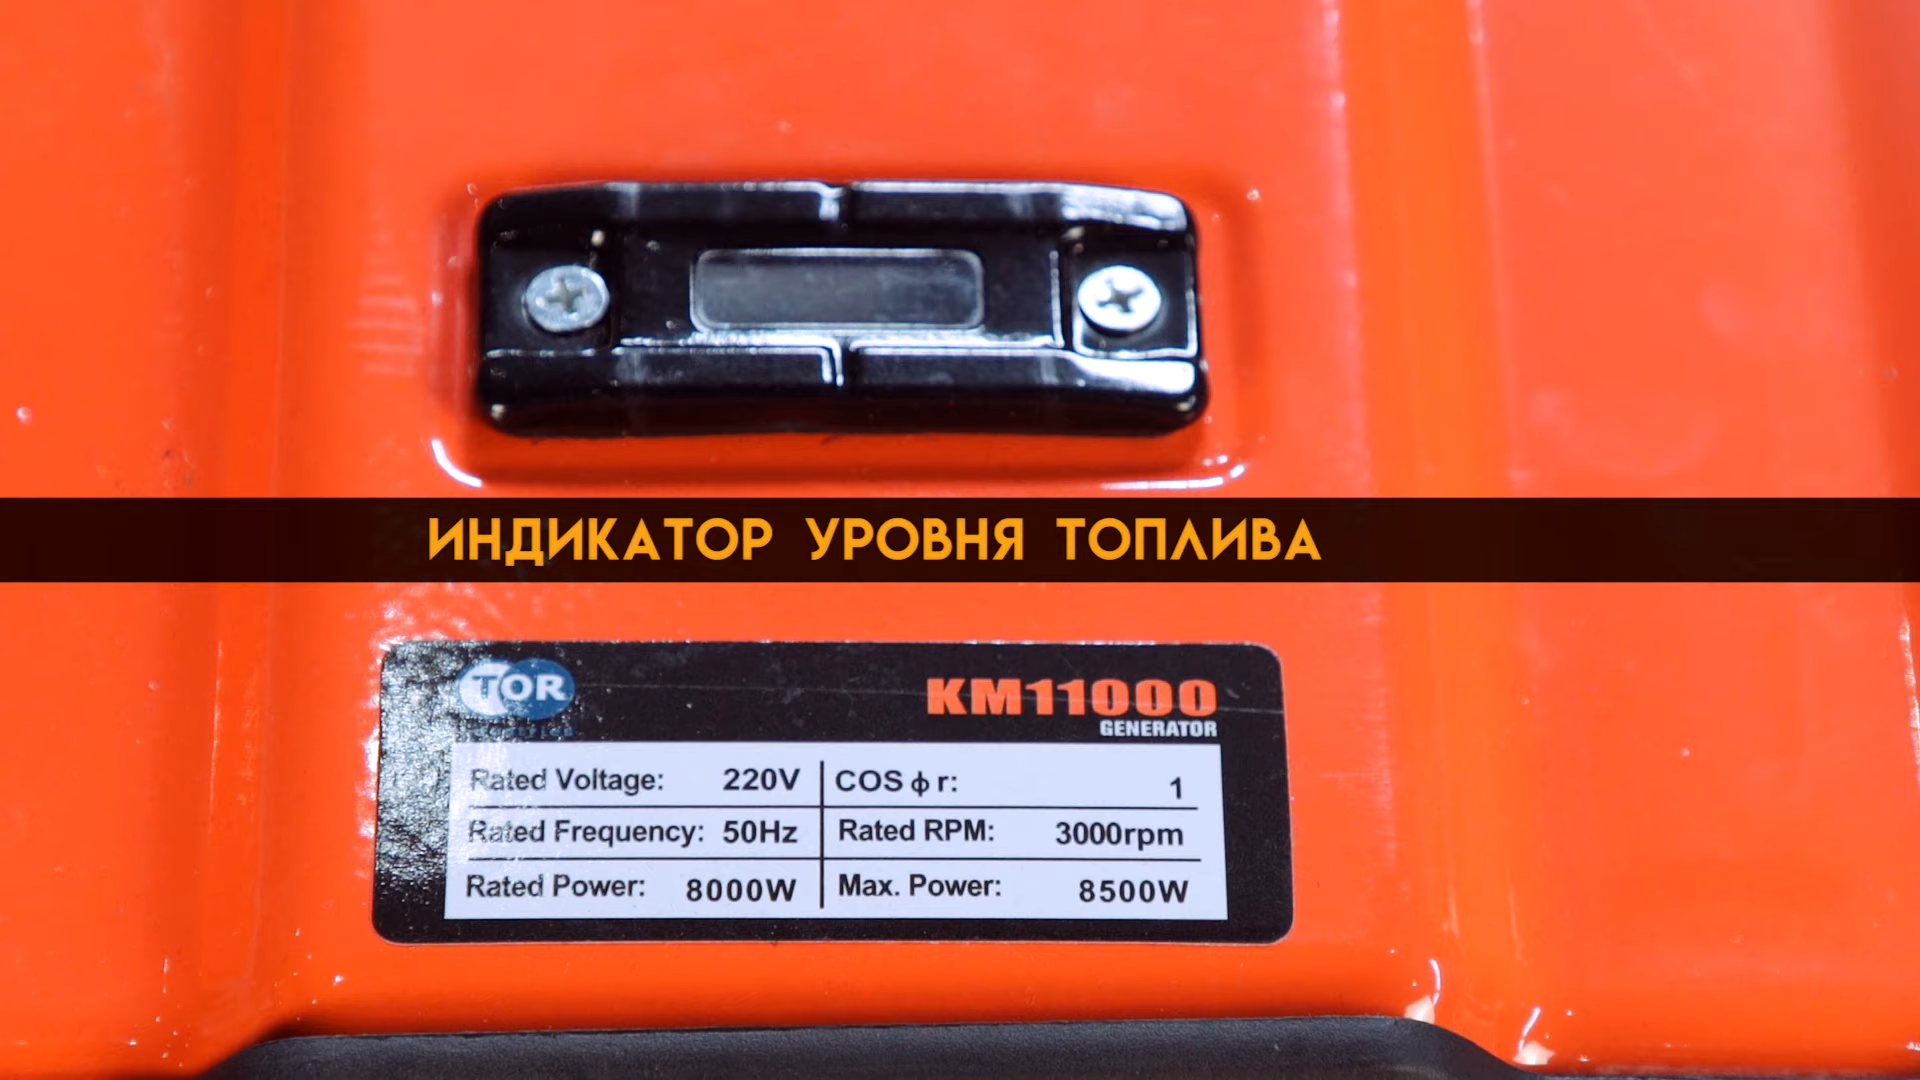 ИНДИКАТОР УРОВНЯ ТОПЛИВА
TOR
KM11000
GENERATOR
Rated Voltage: 220V COS ϕ r: 1
Rated Frequency: 50Hz Rated RPM: 3000rpm
Rated Power: 8000W Max. Power: 8500W